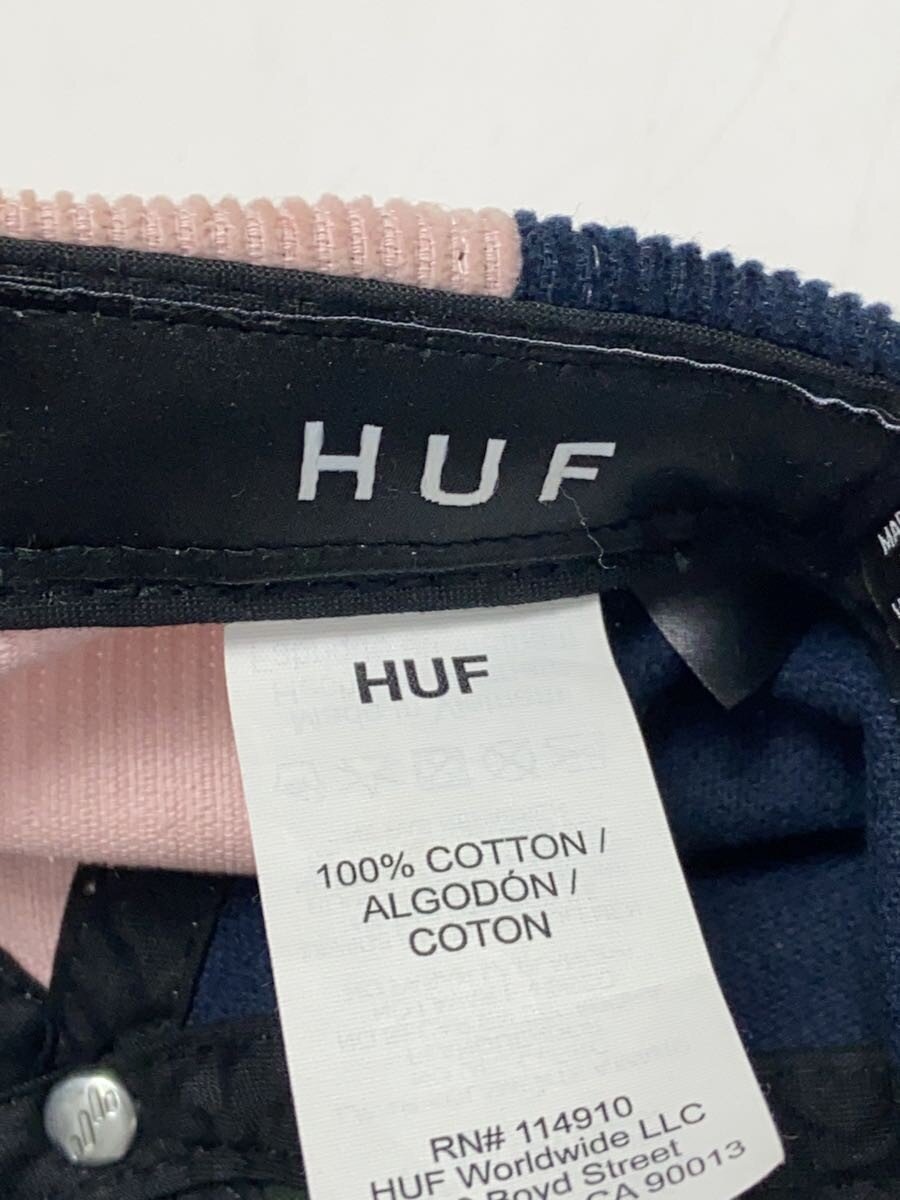 HUF
HUF
100% COTTON /
ALGODÓN /
COTON
RN# 114910
HUF Worldwide LLC
Boyd Street
CA 90013